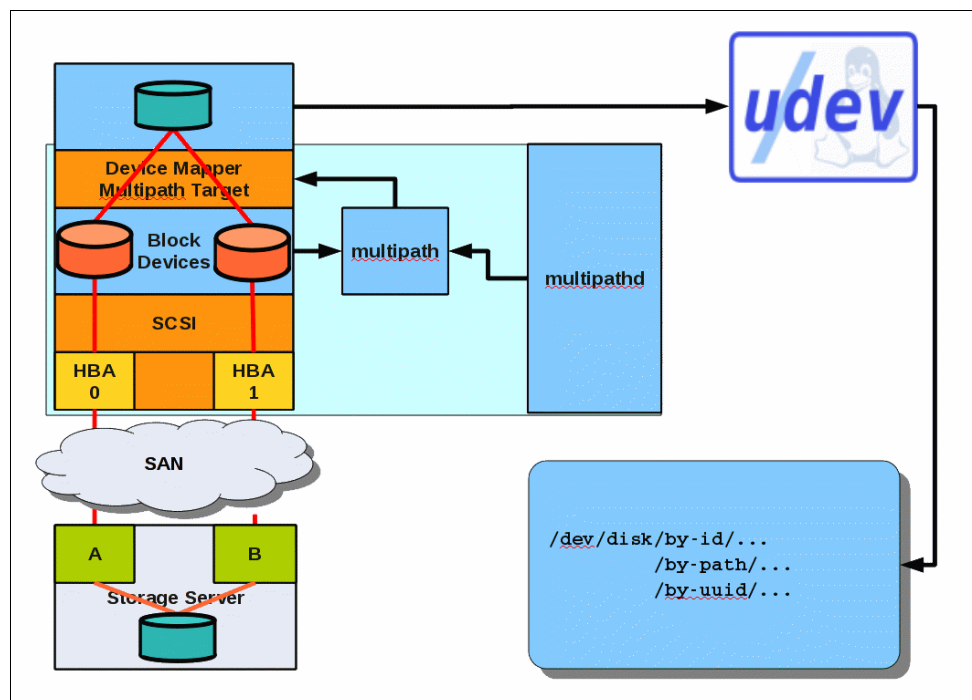 udev
Device Mapper
Multipath Target
Block
Devices
multipath
multipathd
SCSI
HBA
0
HBA
1
SAN
A
B
Storage Server
/dev/disk/by-id/...
/by-path/...
/by-uuid/...